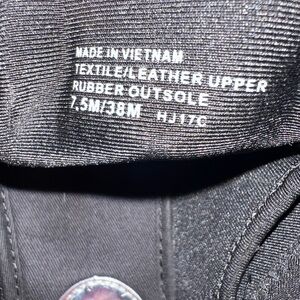 MADE IN VIETNAM
TEXTILE/LEATHER UPPER
RUBBER OUTSOLE
7.5M/38M HJ17C